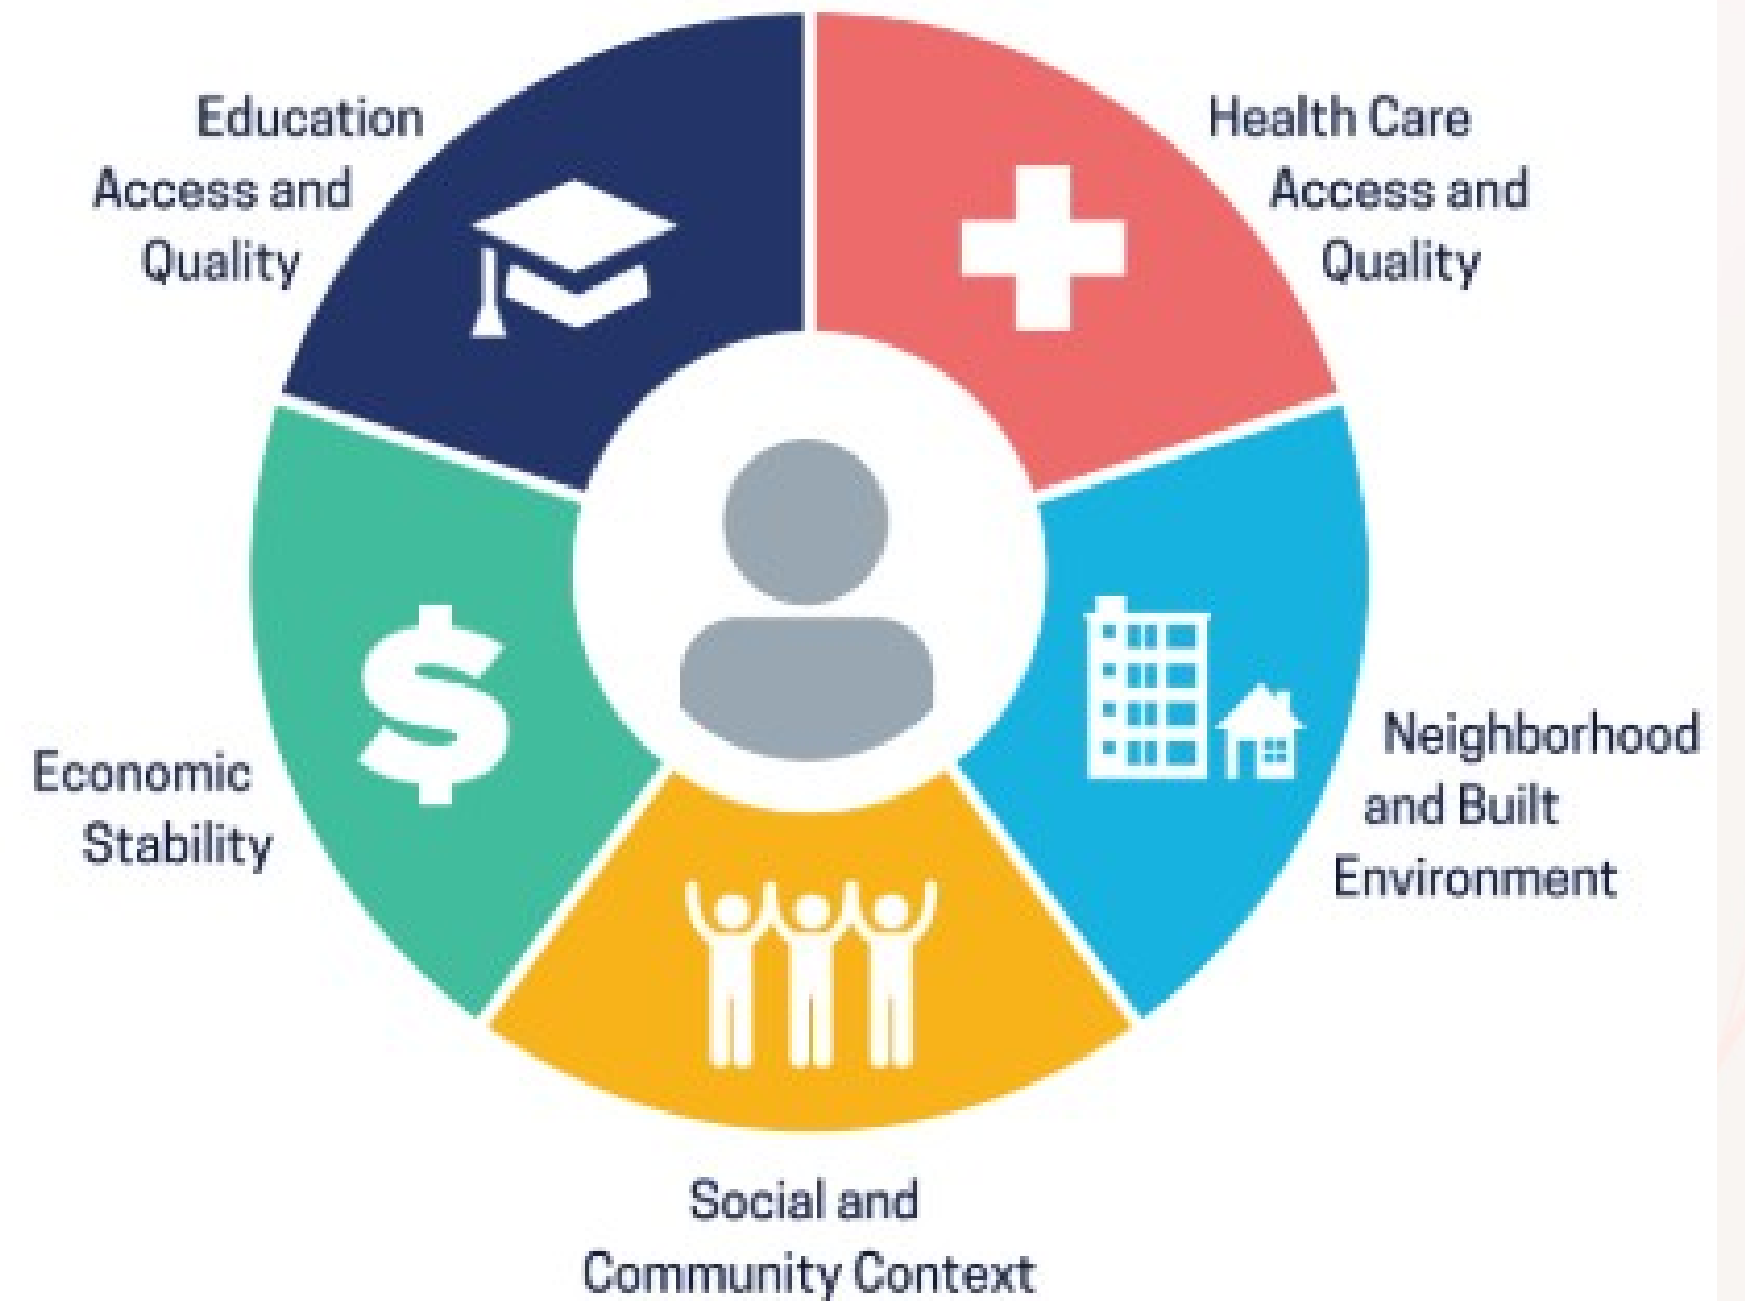 Education
Access and
Quality
Health Care
Access and
Quality
$
Economic
Stability
Neighborhood
and Built
Environment
Social and
Community Context